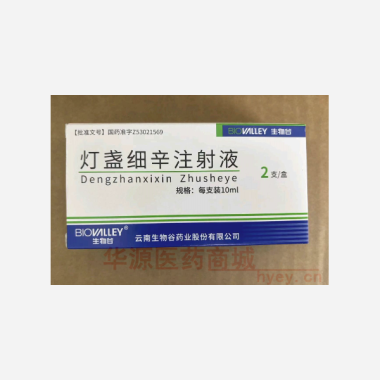 【批准文号】国药准字Z53021569
BIOVALLEY 生物谷
灯盏细辛注射液
Dengzhanxixin Zhusheye
2支/盒
规格：每支装10ml
BIOVALLEY®
生物谷
云南生物谷药业股份有限公司
华源医药商城
hyey.cn